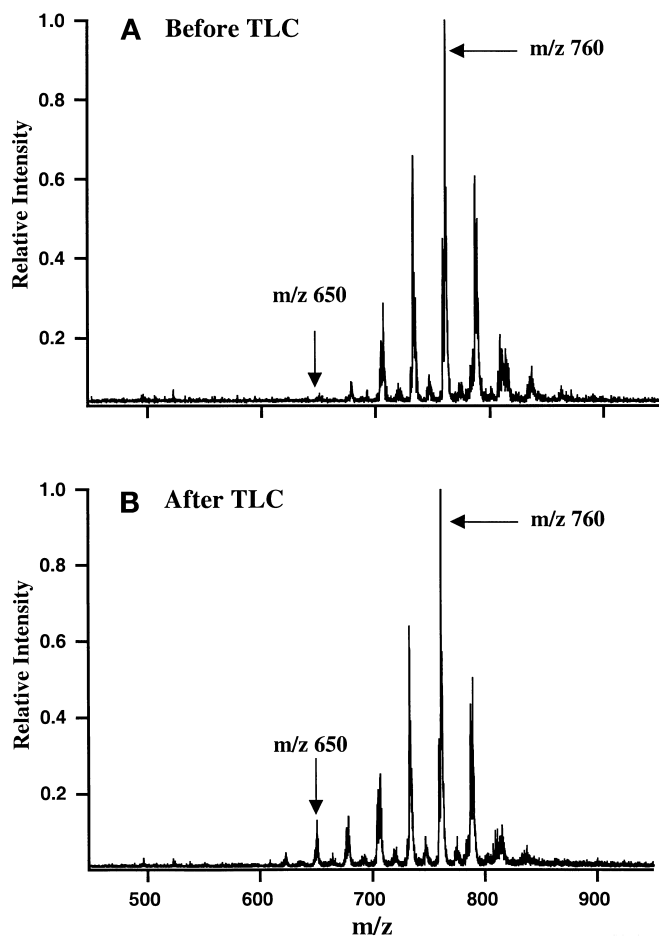 A Before TLC
1.0
m/z 760
0.8
Relative Intensity
0.6
0.4
m/z 650
0.2
B After TLC
1.0
m/z 760
0.8
Relative Intensity
0.6
0.4
m/z 650
0.2
500 600 700 800 900
m/z